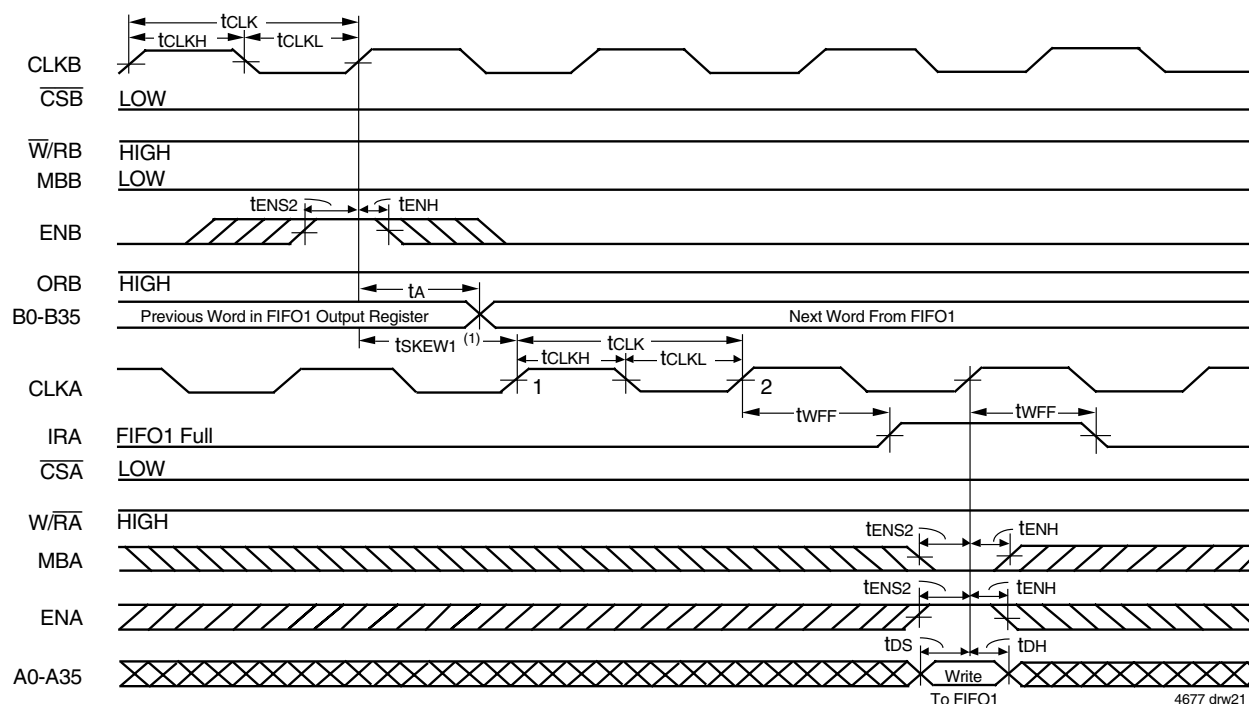 tCLK
tCLKH tCLKL
CLKB
CSB LOW
W/RB HIGH
MBB LOW
tENS2 tENH
ENB
ORB HIGH
tA
B0-B35 Previous Word in FIFO1 Output Register Next Word From FIFO1
tSKEW1 (1) tCLK
tCLKH tCLKL
CLKA 1 2
tWFF tWFF
IRA FIFO1 Full
CSA LOW
W/RA HIGH
tENS2 tENH
MBA
tENS2 tENH
ENA
tDS tDH
A0-A35 Write
To FIFO1 4677 drw21